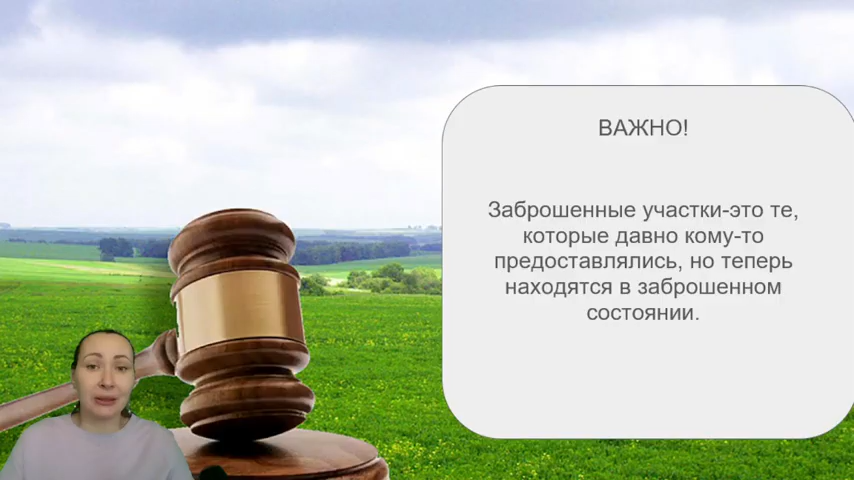 ВАЖНО!
Заброшенные участки-это те,
которые давно кому-то
предоставлялись, но теперь
находятся в заброшенном
состоянии.